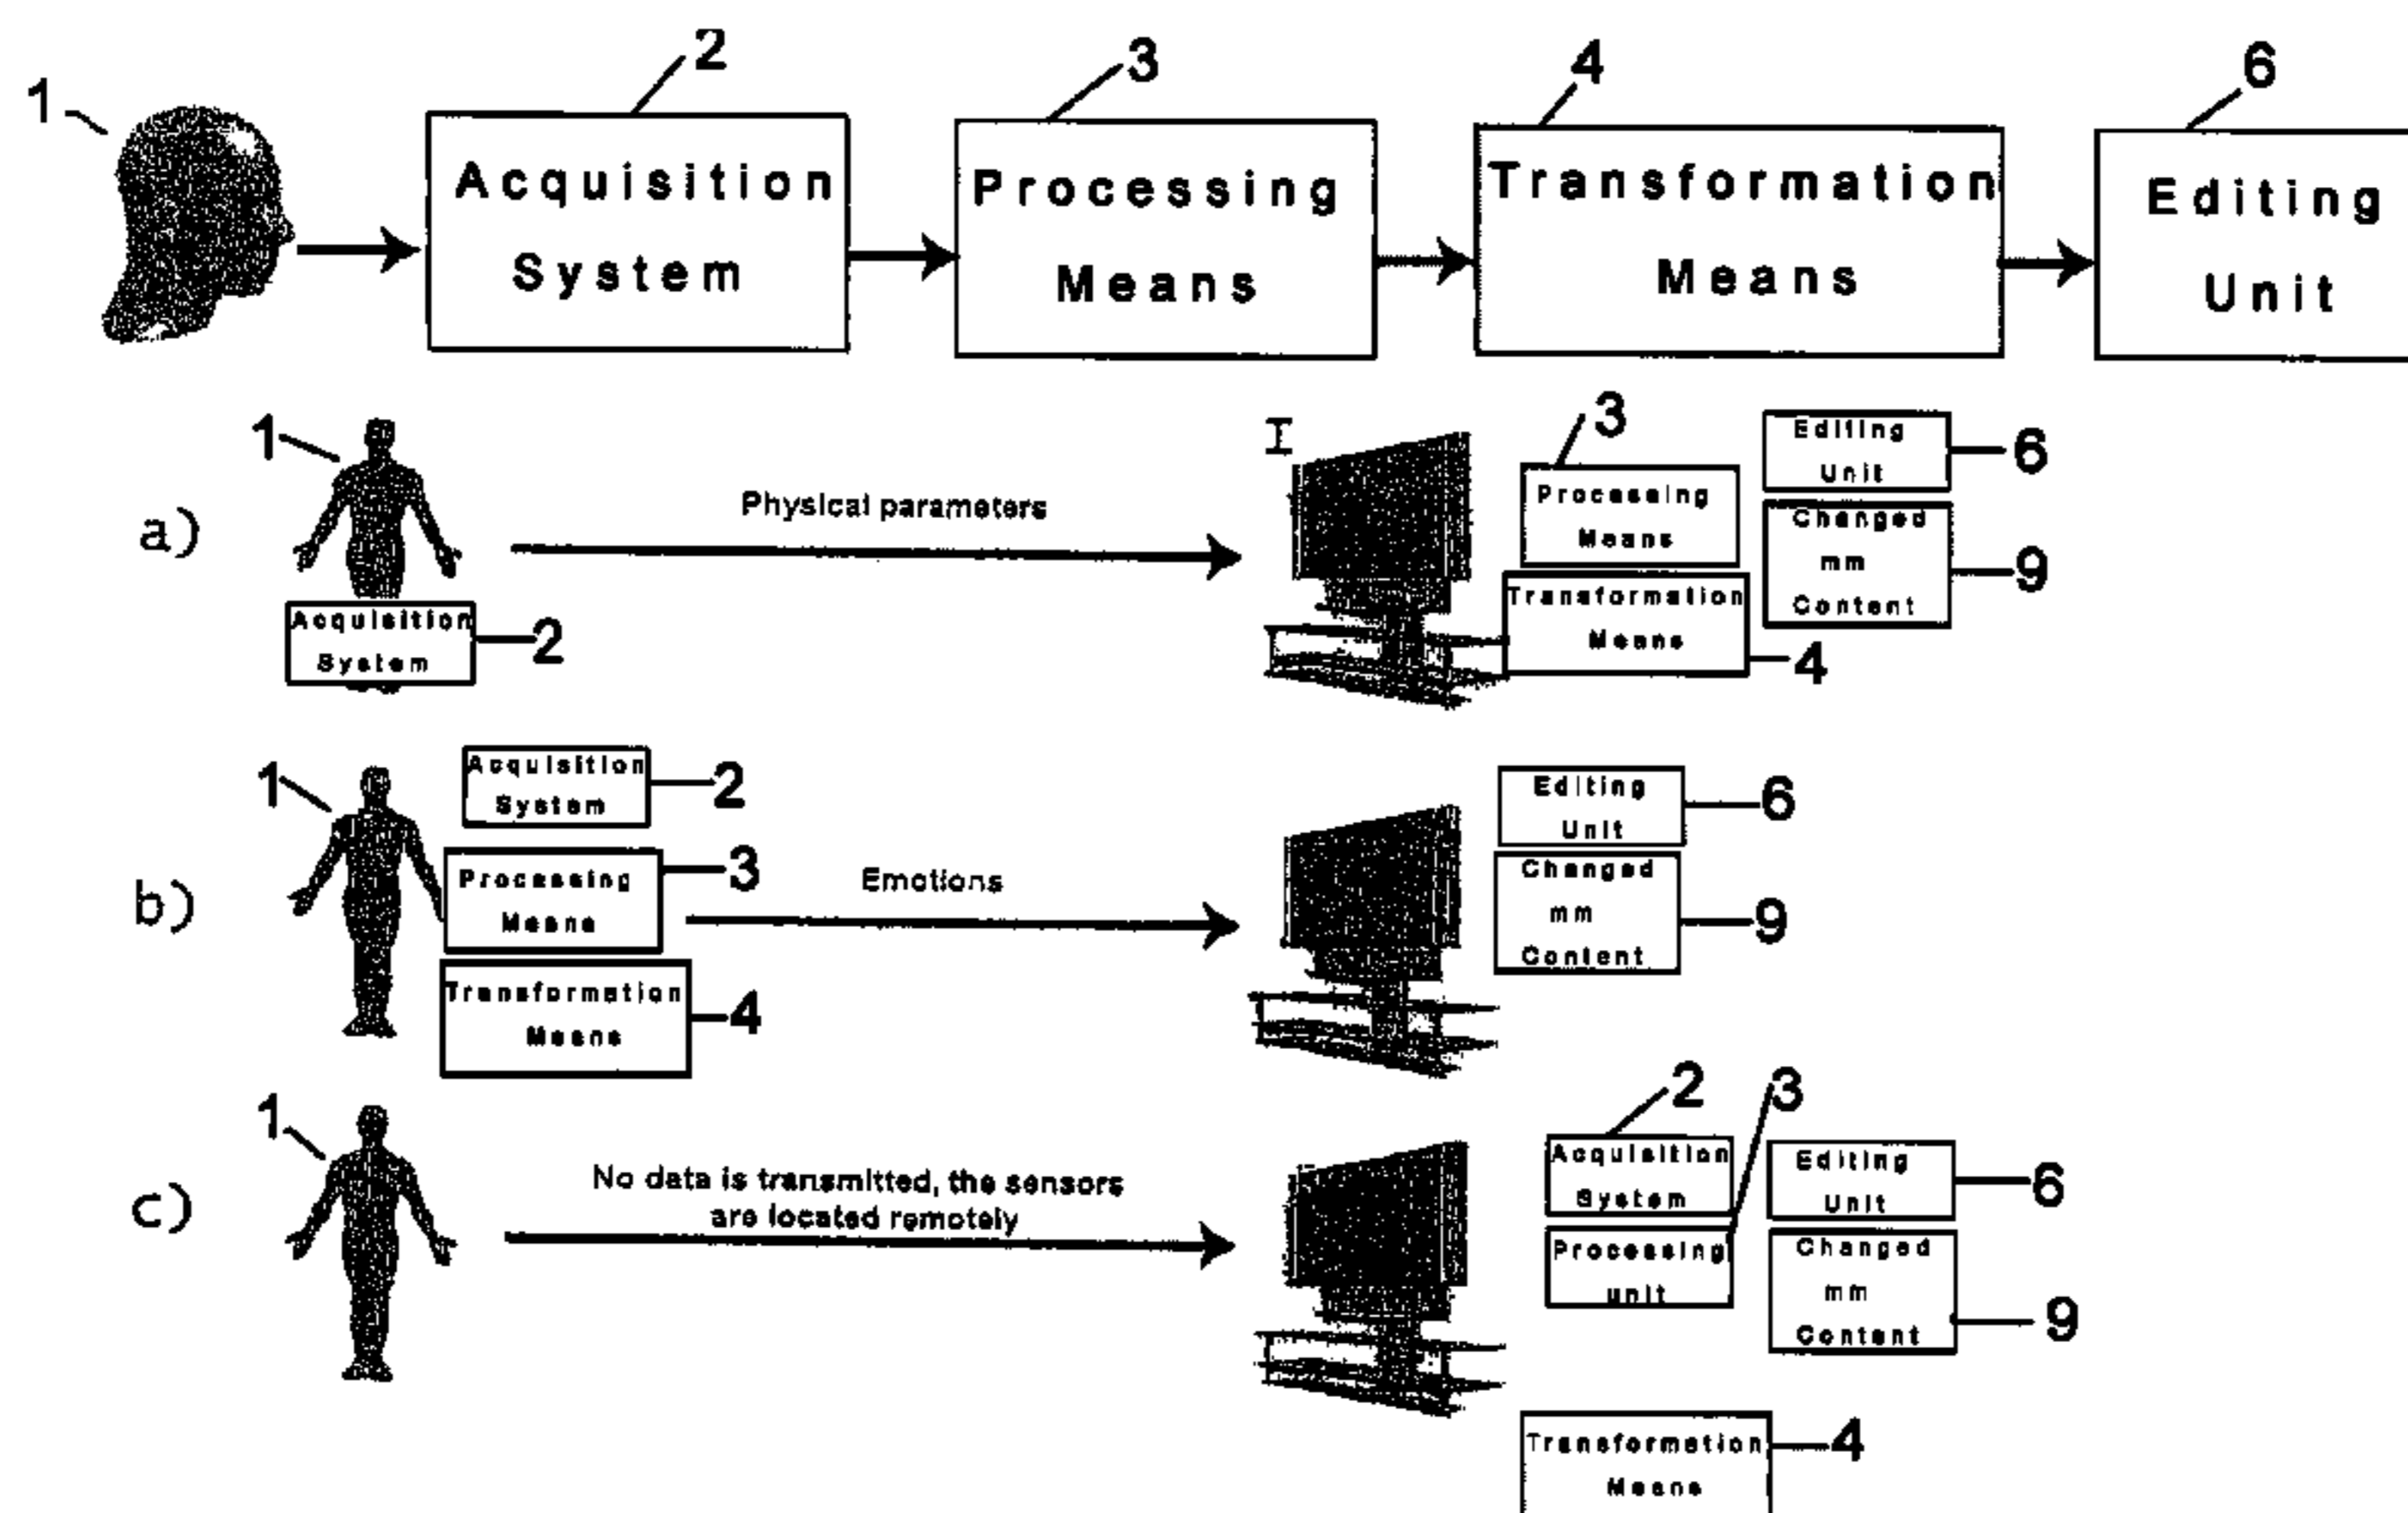 1
2
3
4
6
Acquisition
System
Processing
Means
Transformation
Means
Editing
Unit
a)
1
Acquisition
System
2
Physical parameters
I
3
Processing
Means
Transformation
Means
4
Editing
Unit
6
Changed
mm
Content
9
b)
1
Acquisition
System
2
Processing
Means
3
Transformation
Means
4
Emotions
Editing
Unit
6
Changed
mm
Content
9
c)
1
No data is transmitted, the sensors
are located remotely
2
3
Acquisition
System
Processing
unit
Editing
Unit
6
Changed
mm
Content
9
Transformation
Means
4